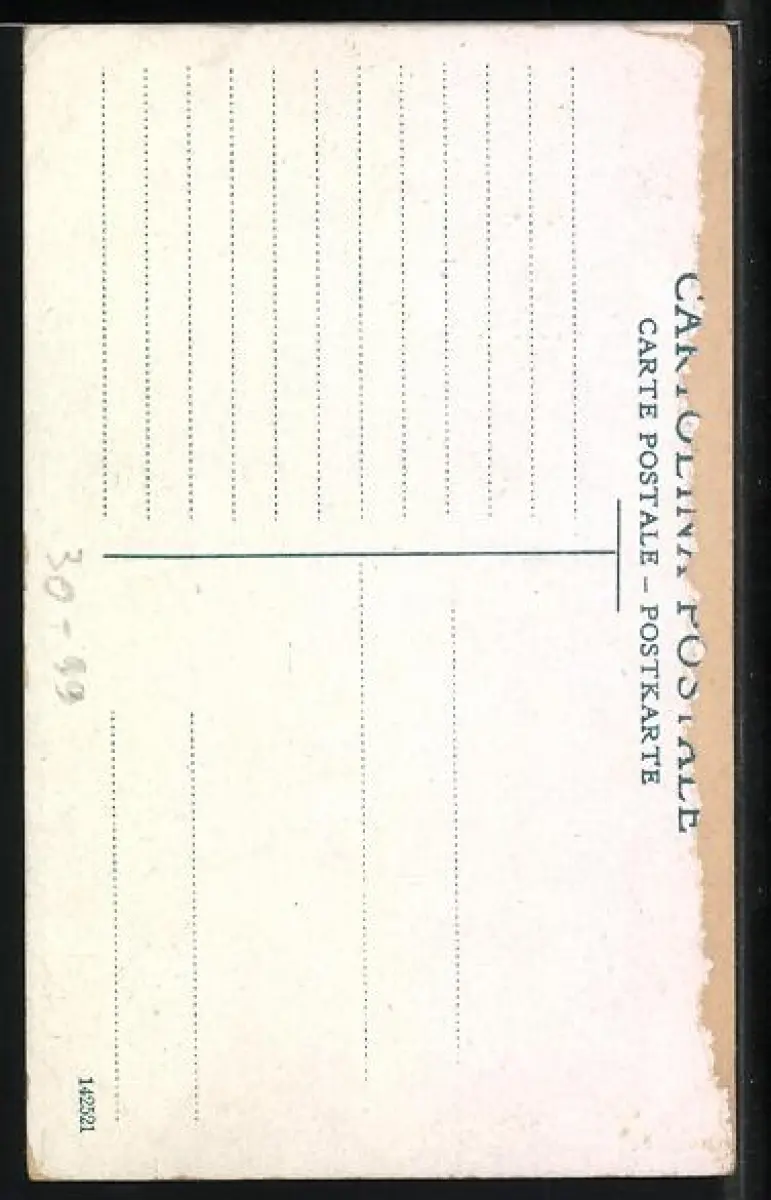 CARTOLINA POSTALE
CARTE POSTALE – POSTKARTE
30-99
142521